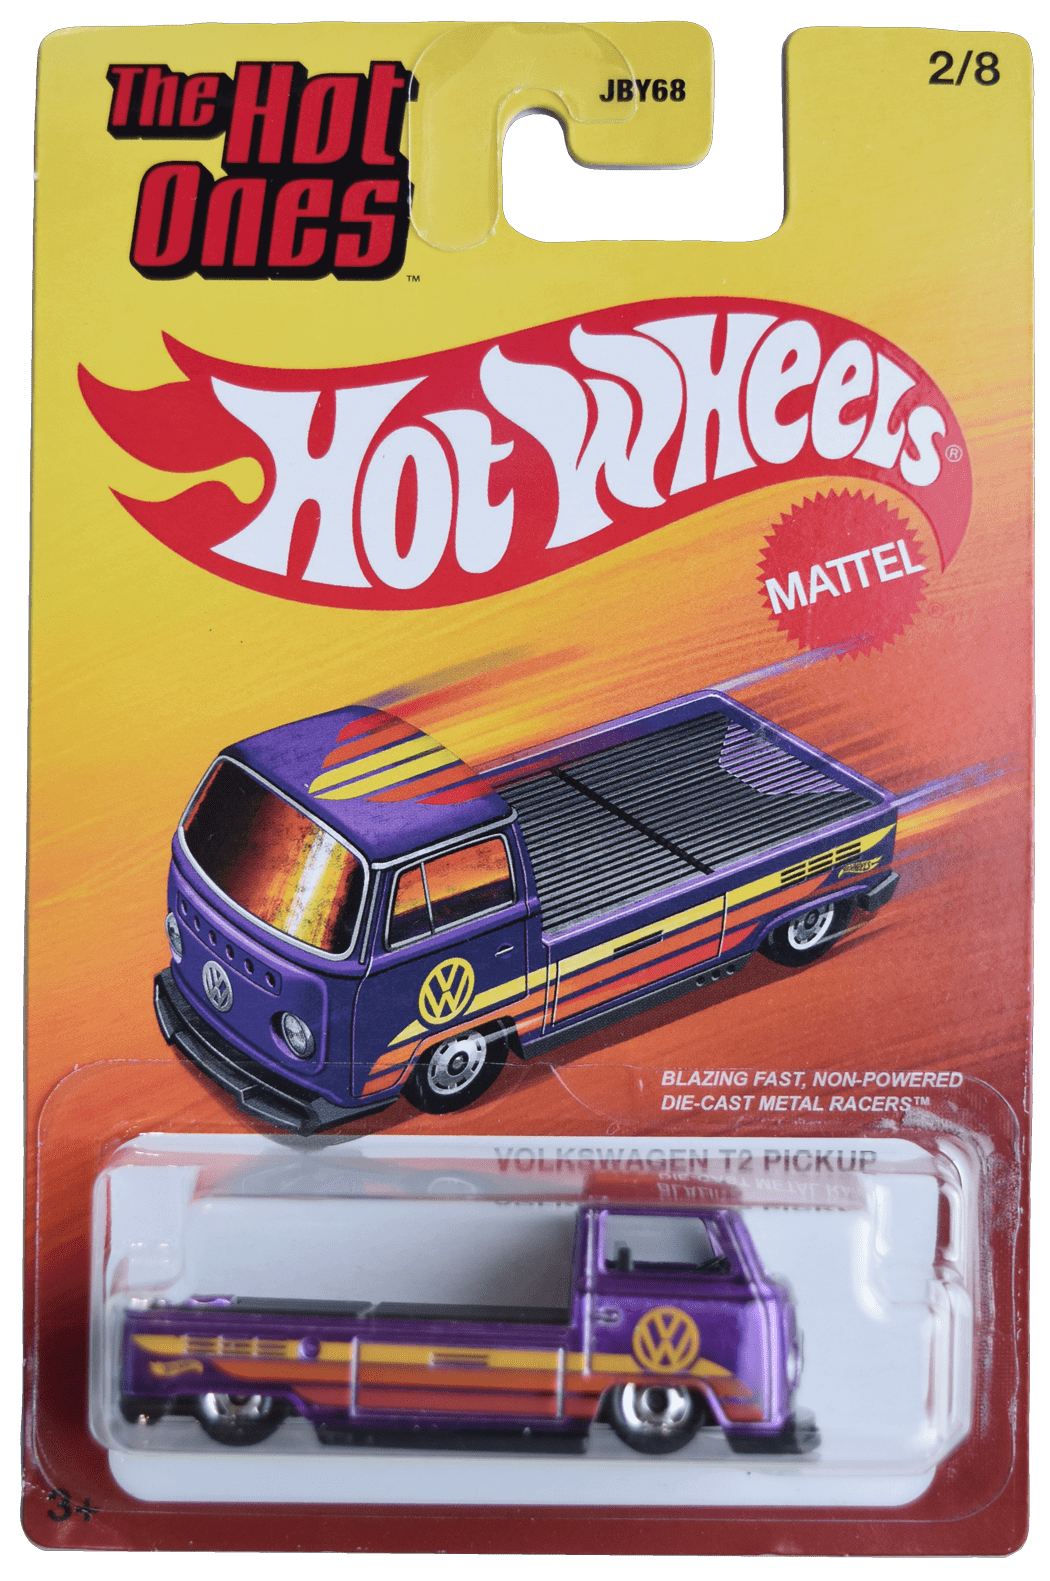 The Hot
Ones
™
JBY68
2/8
Hot Wheels®
MATTEL
BLAZING FAST, NON-POWERED
DIE-CAST METAL RACERS™
VOLKSWAGEN T2 PICKUP
3+